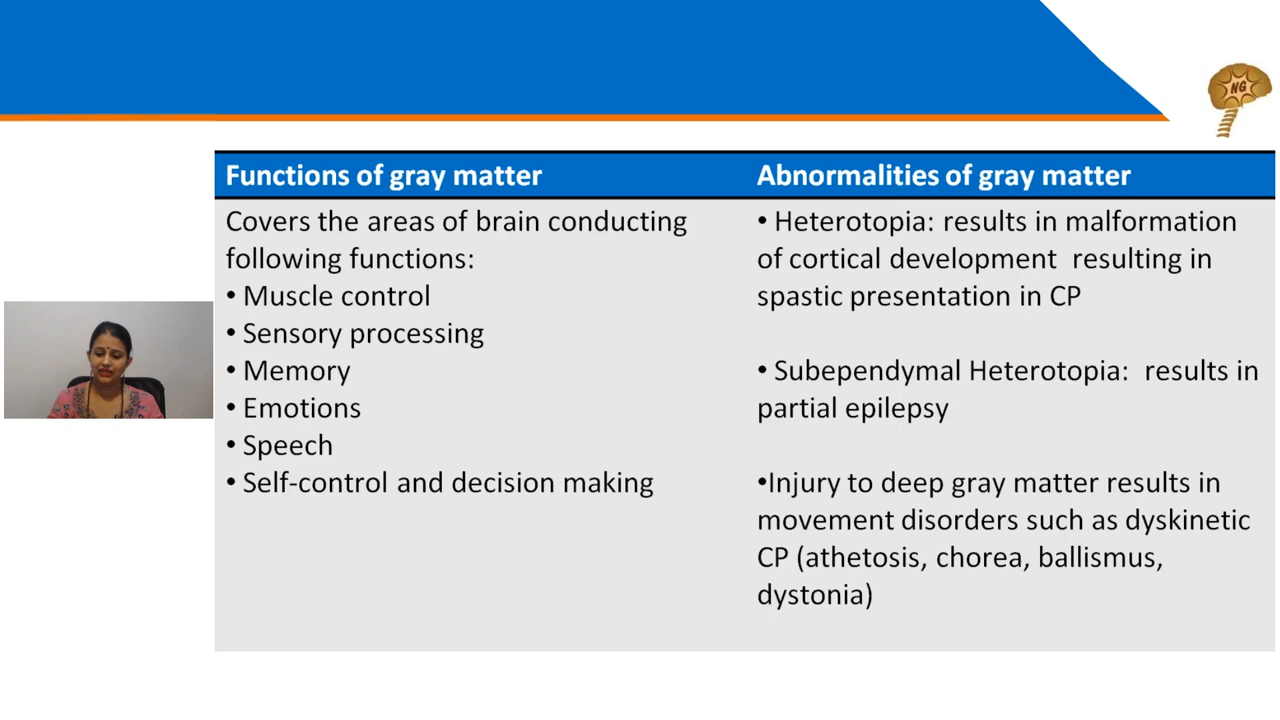 NG
Functions of gray matter
Abnormalities of gray matter
Covers the areas of brain conducting
following functions:
• Muscle control
• Sensory processing
• Memory
• Emotions
• Speech
• Self-control and decision making
• Heterotopia: results in malformation
of cortical development resulting in
spastic presentation in CP
• Subependymal Heterotopia: results in
partial epilepsy
•Injury to deep gray matter results in
movement disorders such as dyskinetic
CP (athetosis, chorea, ballismus,
dystonia)